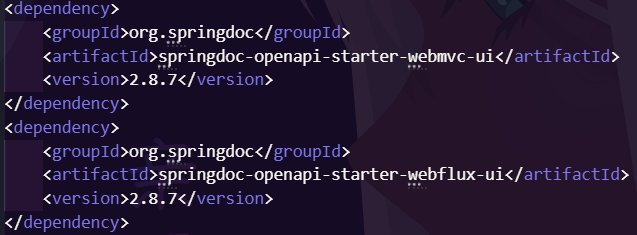 <dependency>
<groupId>org.springdoc</groupId>
<artifactId>springdoc-openapi-starter-webmvc-ui</artifactId>
<version>2.8.7</version>
</dependency>
<dependency>
<groupId>org.springdoc</groupId>
<artifactId>springdoc-openapi-starter-webflux-ui</artifactId>
<version>2.8.7</version>
</dependency>